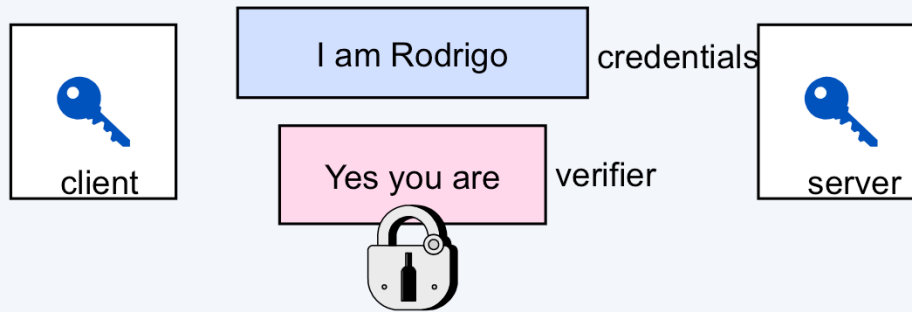 I am Rodrigo
credentials
client
Yes you are
verifier
server